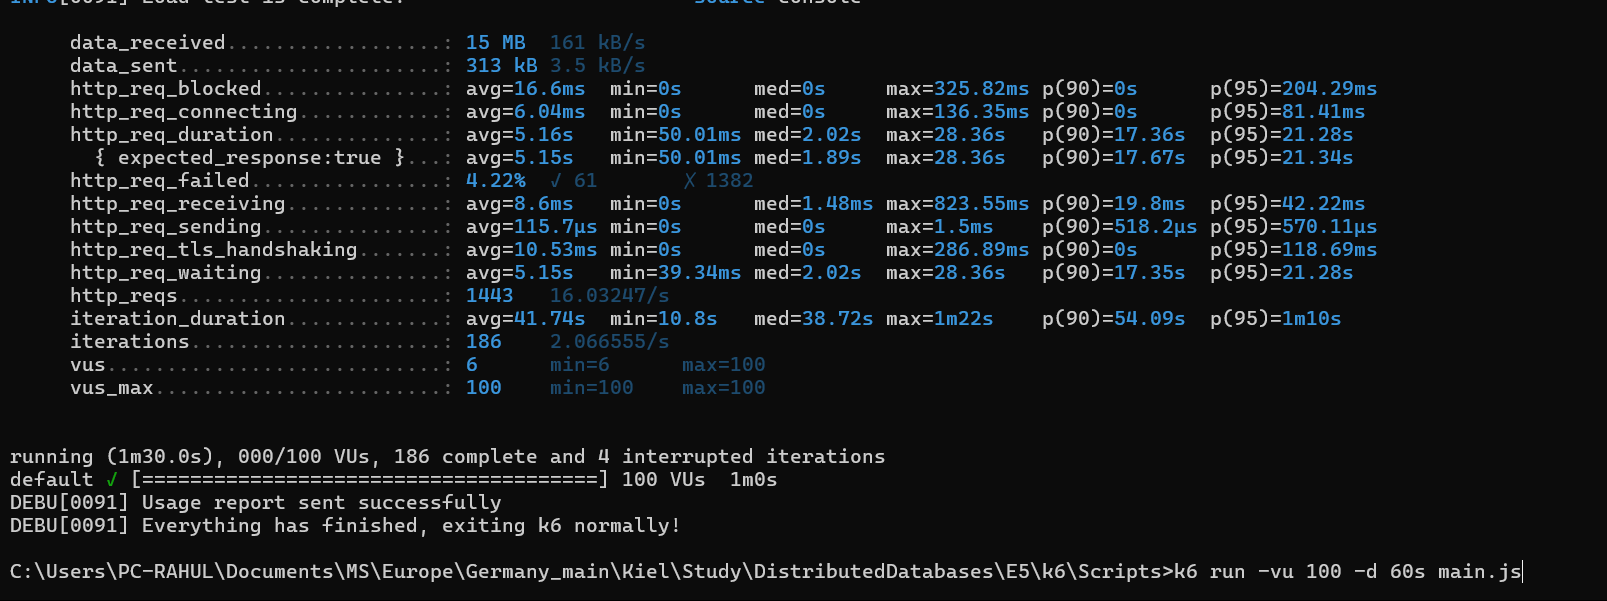 INFO[0091] Load test is complete. source=console
data_received..................: 15 MB 161 kB/s
data_sent......................: 313 kB 3.5 kB/s
http_req_blocked...............: avg=16.6ms min=0s med=0s max=325.82ms p(90)=0s p(95)=204.29ms
http_req_connecting............: avg=6.04ms min=0s med=0s max=136.35ms p(90)=0s p(95)=81.41ms
http_req_duration..............: avg=5.16s min=50.01ms med=2.02s max=28.36s p(90)=17.36s p(95)=21.28s
{ expected_response:true }...: avg=5.15s min=50.01ms med=1.89s max=28.36s p(90)=17.67s p(95)=21.34s
http_req_failed................: 4.22% ✓ 61 ✗ 1382
http_req_receiving.............: avg=8.6ms min=0s med=1.48ms max=823.55ms p(90)=19.8ms p(95)=42.22ms
http_req_sending...............: avg=115.7µs min=0s med=0s max=1.5ms p(90)=518.2µs p(95)=570.11µs
http_req_tls_handshaking.......: avg=10.53ms min=0s med=0s max=286.89ms p(90)=0s p(95)=118.69ms
http_req_waiting...............: avg=5.15s min=39.34ms med=2.02s max=28.36s p(90)=17.35s p(95)=21.28s
http_reqs......................: 1443 16.03247/s
iteration_duration.............: avg=41.74s min=10.8s med=38.72s max=1m22s p(90)=54.09s p(95)=1m10s
iterations.....................: 186 2.066555/s
vus............................: 6 min=6 max=100
vus_max........................: 100 min=100 max=100
running (1m30.0s), 000/100 VUs, 186 complete and 4 interrupted iterations
default ✓ [======================================] 100 VUs 1m0s
DEBU[0091] Usage report sent successfully
DEBU[0091] Everything has finished, exiting k6 normally!
C:\Users\PC-RAHUL\Documents\MS\Europe\Germany_main\Kiel\Study\DistributedDatabases\E5\k6\Scripts>k6 run -vu 100 -d 60s main.js